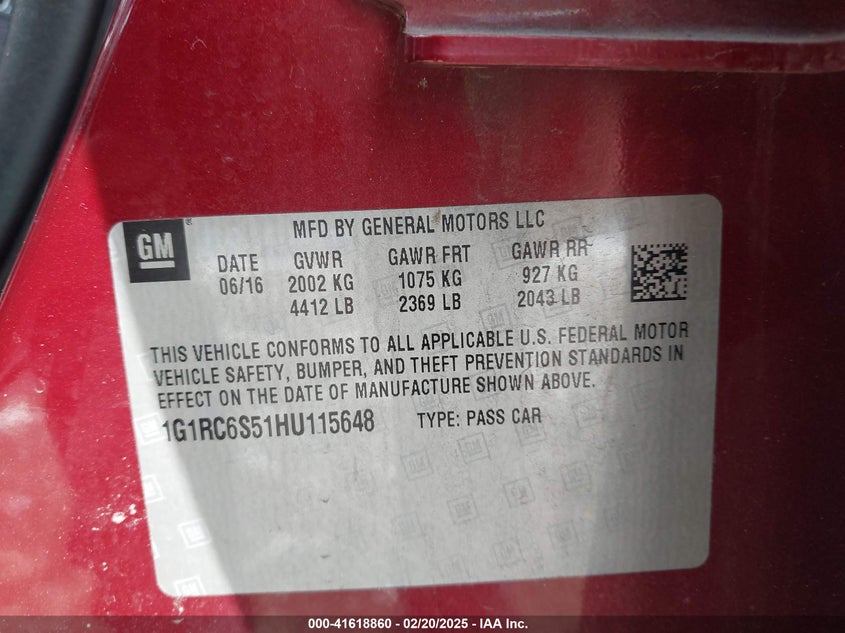 GM
MFD BY GENERAL MOTORS LLC
DATE GVWR GAWR FRT GAWR RR
06/16 2002 KG 1075 KG 927 KG
4412 LB 2369 LB 2043 LB
THIS VEHICLE CONFORMS TO ALL APPLICABLE U.S. FEDERAL MOTOR
VEHICLE SAFETY, BUMPER, AND THEFT PREVENTION STANDARDS IN
EFFECT ON THE DATE OF MANUFACTURE SHOWN ABOVE.
1G1RC6S51HU115648 TYPE: PASS CAR
000-41618860 - 02/20/2025 - IAA Inc.